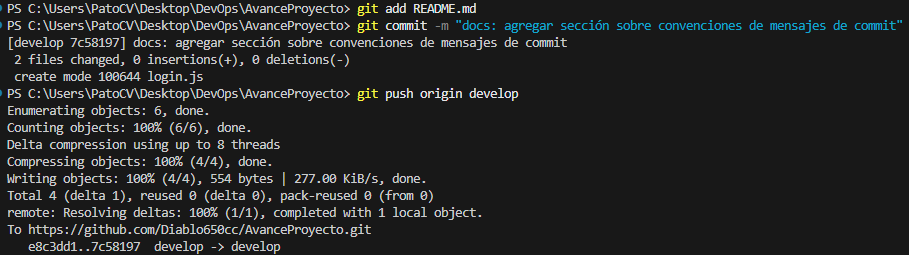 PS C:\Users\PatoCV\Desktop\DevOps\AvanceProyecto> git add README.md
PS C:\Users\PatoCV\Desktop\DevOps\AvanceProyecto> git commit -m "docs: agregar sección sobre convenciones de mensajes de commit"
[develop 7c58197] docs: agregar sección sobre convenciones de mensajes de commit
 2 files changed, 0 insertions(+), 0 deletions(-)
 create mode 100644 login.js
PS C:\Users\PatoCV\Desktop\DevOps\AvanceProyecto> git push origin develop
Enumerating objects: 6, done.
Counting objects: 100% (6/6), done.
Delta compression using up to 8 threads
Compressing objects: 100% (4/4), done.
Writing objects: 100% (4/4), 554 bytes | 277.00 KiB/s, done.
Total 4 (delta 1), reused 0 (delta 0), pack-reused 0 (from 0)
remote: Resolving deltas: 100% (1/1), completed with 1 local object.
To https://github.com/Diablo650cc/AvanceProyecto.git
   e8c3dd1..7c58197  develop -> develop